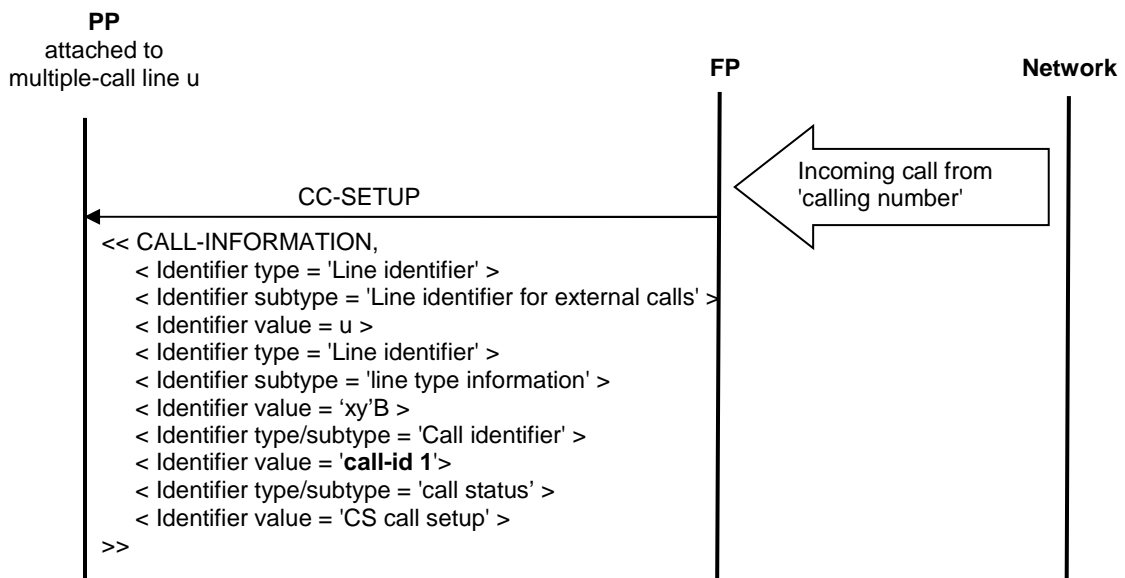 PP
attached to
multiple-call line u
FP
Network
Incoming call from
'calling number'
CC-SETUP
<< CALL-INFORMATION,
< Identifier type = 'Line identifier' >
< Identifier subtype = 'Line identifier for external calls' >
< Identifier value = u >
< Identifier type = 'Line identifier' >
< Identifier subtype = 'line type information' >
< Identifier value = ‘xy’B >
< Identifier type/subtype = 'Call identifier' >
< Identifier value = 'call-id 1'>
< Identifier type/subtype = 'call status’ >
< Identifier value = 'CS call setup' >
>>